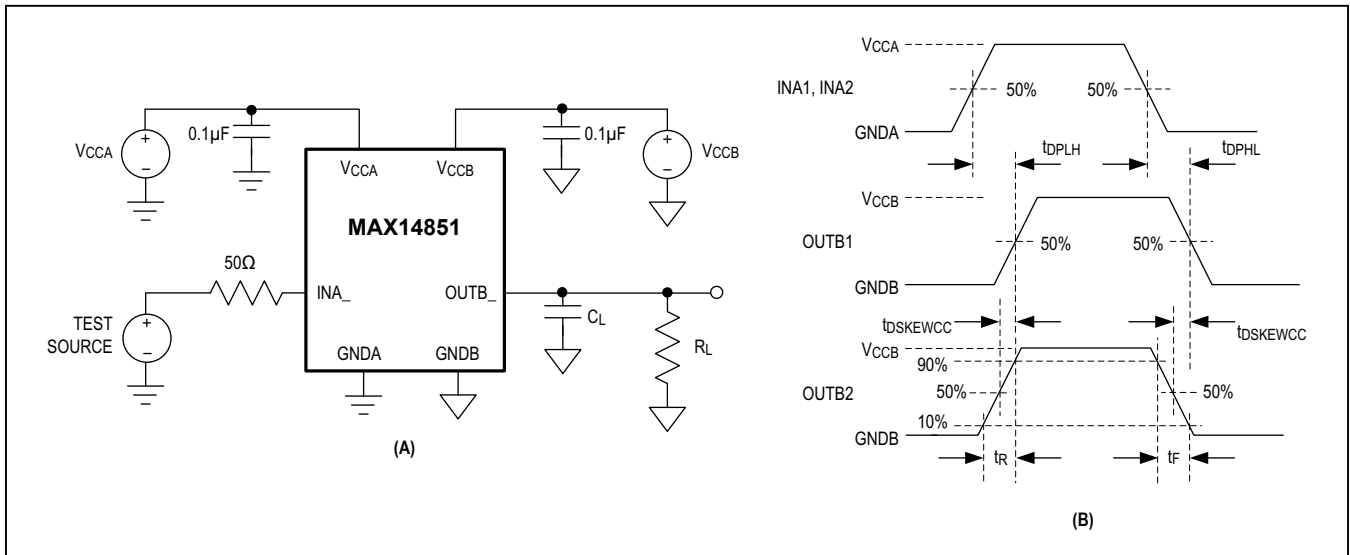 VCCA
0.1µF
VCCA
VCCB
0.1µF
VCCB
MAX14851
50Ω
INA_
OUTB_
TEST
SOURCE
GNDA
GNDB
CL
RL
(A)
VCCA
INA1, INA2
50%
50%
GNDA
tDPLH
tDPHL
VCCB
OUTB1
50%
50%
GNDB
tDSKEWCC
tDSKEWCC
VCCB
90%
50%
50%
OUTB2
10%
GNDB
tR
tF
(B)